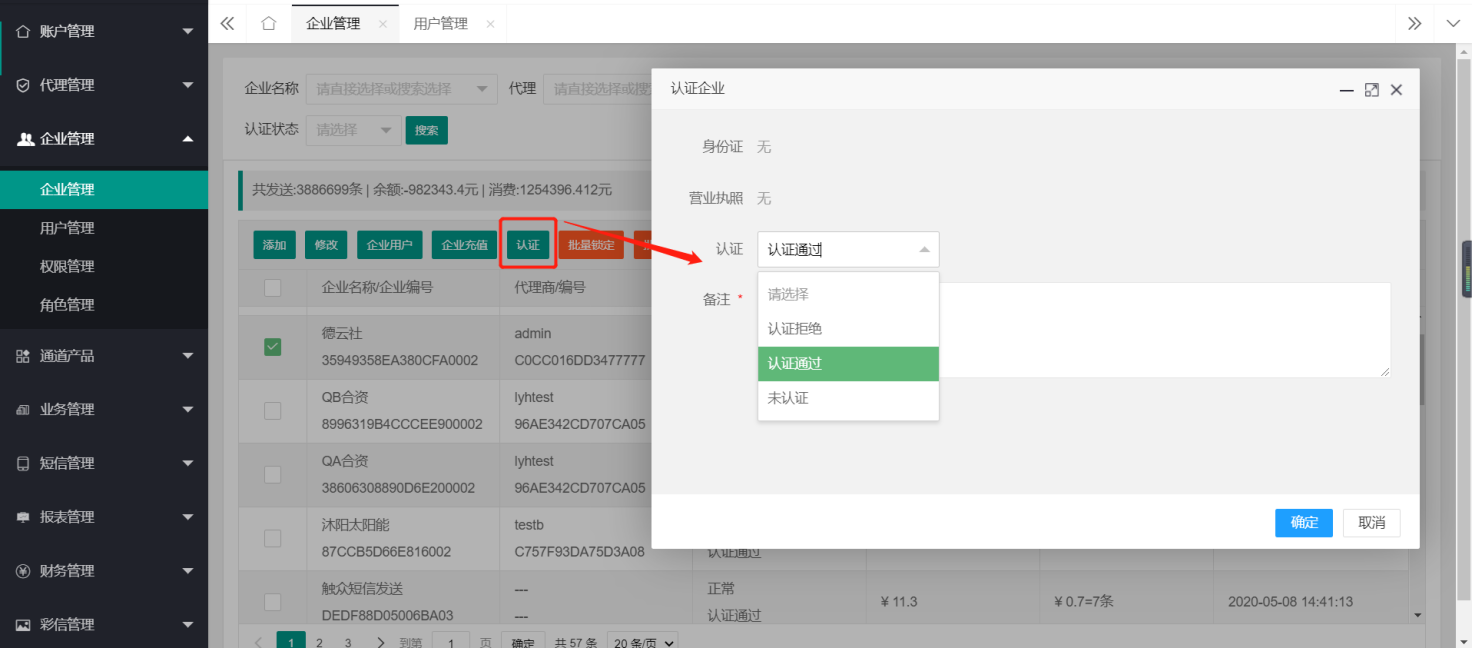 账户管理
代理管理
企业管理
企业管理
用户管理
权限管理
角色管理
通道产品
业务管理
短信管理
报表管理
财务管理
彩信管理
企业管理 用户管理
企业名称 请直接选择或搜索选择 代理 请直接选择或搜
认证状态 请选择 搜索
共发送:3886699条 | 余额:-982343.4元 | 消费:1254396.412元
添加 修改 企业用户 企业充值 认证 批量锁定
企业名称/企业编号 代理商/编号
德云社 admin
35949358EA380CFA0002 C0CC016DD3477777
QB合资 lyhtest
8996319B4CCCEE900002 96AE342CD707CA05
QA合资 lyhtest
38606308890D6E200002 96AE342CD707CA05
沐阳太阳能 testb
87CCB5D66E816002 C757F93DA75D3A08 认证通过
触众短信发送 --- 正常
DEDF88D05006BA03 --- 认证通过
¥ 11.3 ¥ 0.7=7条 2020-05-08 14:41:13
1 2 3 到第 1 页 确定 共 57 条 20 条/页
认证企业
身份证 无
营业执照 无
认证 认证通过
备注 *
请选择
认证拒绝
认证通过
未认证
确定 取消